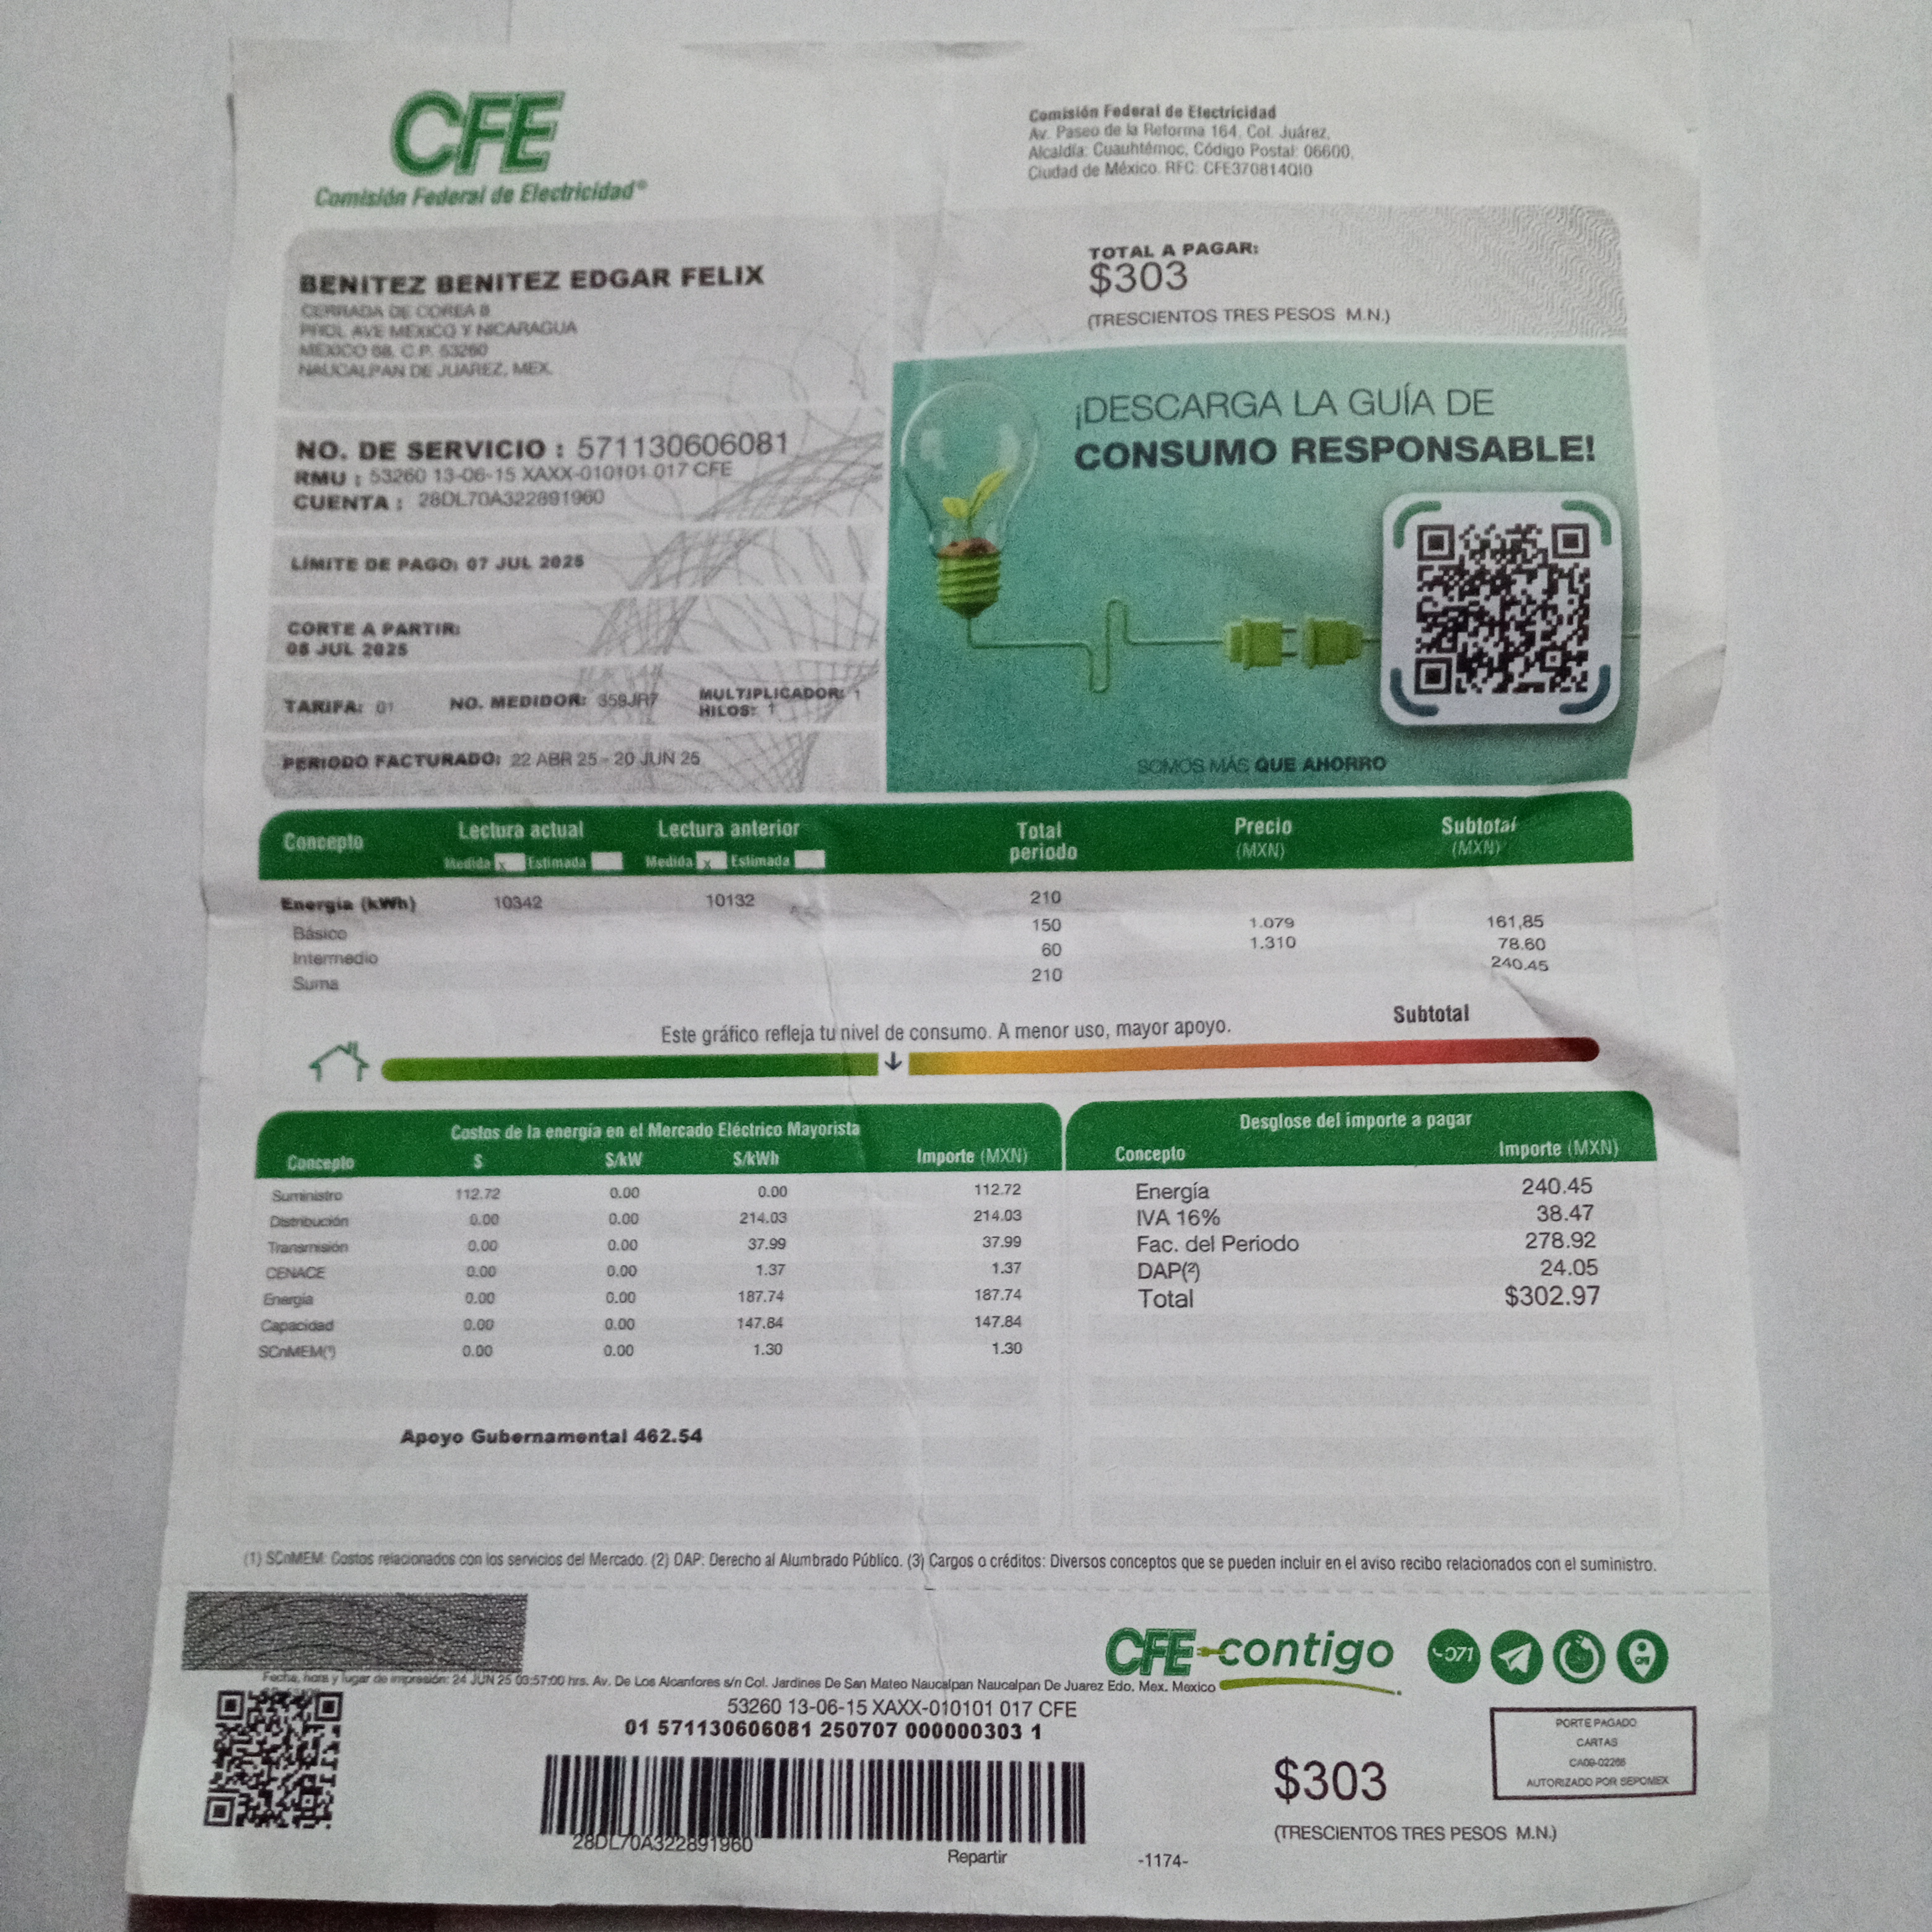 CFE
Comisión Federal de Electricidad®
Comisión Federal de Electricidad
Av. Paseo de la Reforma 164, Col. Juárez,
Alcaldía: Cuauhtémoc, Código Postal: 06600,
Ciudad de México. RFC: CFE370814QI0
BENITEZ BENITEZ EDGAR FELIX
CERRADA DE COREA 8
PROL AVE MEXICO Y NICARAGUA
MEXICO 68, C.P. 53260
NAUCALPAN DE JUAREZ, MEX.
TOTAL A PAGAR:
$303
(TRESCIENTOS TRES PESOS M.N.)
NO. DE SERVICIO : 571130606081
RMU : 53260 13-06-15 XAXX-010101 017 CFE
CUENTA : 28DL70A322891960
LÍMITE DE PAGO: 07 JUL 2025
CORTE A PARTIR:
08 JUL 2025
TARIFA: 01 NO. MEDIDOR: 359JR7 MULTIPLICADOR: 1
HILOS: 1
PERIODO FACTURADO: 22 ABR 25 - 20 JUN 25
¡DESCARGA LA GUÍA DE
CONSUMO RESPONSABLE!
SOMOS MÁS QUE AHORRO
Concepto Lectura actual Lectura anterior Total periodo Precio (MXN) Subtotal (MXN)
Medida x Estimada Medida x Estimada
Energía (kWh) 10342 10132 210
Básico 150 1.079 161,85
Intermedio 60 1.310 78.60
Suma 210 240.45
Subtotal
Este gráfico refleja tu nivel de consumo. A menor uso, mayor apoyo.
Costos de la energía en el Mercado Eléctrico Mayorista
Concepto $ $/kW $/kWh Importe (MXN)
Suministro 112.72 0.00 0.00 112.72
Distribución 0.00 0.00 214.03 214.03
Transmisión 0.00 0.00 37.99 37.99
CENACE 0.00 0.00 1.37 1.37
Energía 0.00 0.00 187.74 187.74
Capacidad 0.00 0.00 147.84 147.84
SCnMEM(¹) 0.00 0.00 1.30 1.30
Apoyo Gubernamental 462.54
Desglose del importe a pagar
Concepto Importe (MXN)
Energía 240.45
IVA 16% 38.47
Fac. del Periodo 278.92
DAP(²) 24.05
Total $302.97
(1) SCnMEM: Costos relacionados con los servicios del Mercado. (2) DAP: Derecho al Alumbrado Público. (3) Cargos o créditos: Diversos conceptos que se pueden incluir en el aviso recibo relacionados con el suministro.
CFE contigo
071
CFE
Fecha, hora y lugar de impresión: 24 JUN 25 03:57:00 hrs. Av. De Los Alcanfores s/n Col. Jardines De San Mateo Naucalpan Naucalpan De Juarez Edo. Mex. Mexico
53260 13-06-15 XAXX-010101 017 CFE
01 571130606081 250707 000000303 1
28DL70A322891960
Repartir
-1174-
$303
(TRESCIENTOS TRES PESOS M.N.)
PORTE PAGADO
CARTAS
CA09-02266
AUTORIZADO POR SEPOMEX